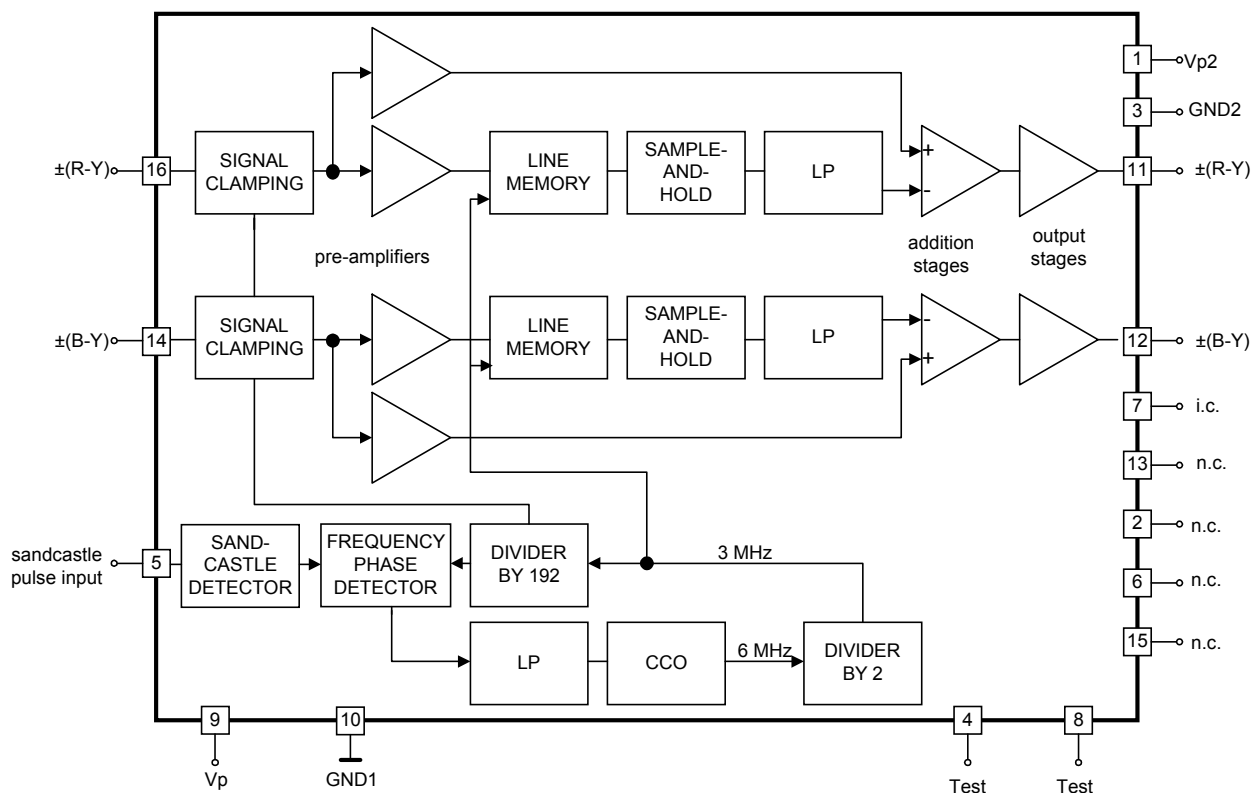 1
Vp2
3
GND2
±(R-Y)
16
SIGNAL
CLAMPING
LINE
MEMORY
SAMPLE-
AND-
HOLD
LP
+
-
11
±(R-Y)
pre-amplifiers
addition
stages
output
stages
±(B-Y)
14
SIGNAL
CLAMPING
LINE
MEMORY
SAMPLE-
AND-
HOLD
LP
-
+
12
±(B-Y)
7
i.c.
13
n.c.
2
n.c.
6
n.c.
15
n.c.
sandcastle
pulse input
5
SAND-
CASTLE
DETECTOR
FREQUENCY
PHASE
DETECTOR
DIVIDER
BY 192
3 MHz
LP
CCO
6 MHz
DIVIDER
BY 2
9
10
4
8
Vp
GND1
Test
Test